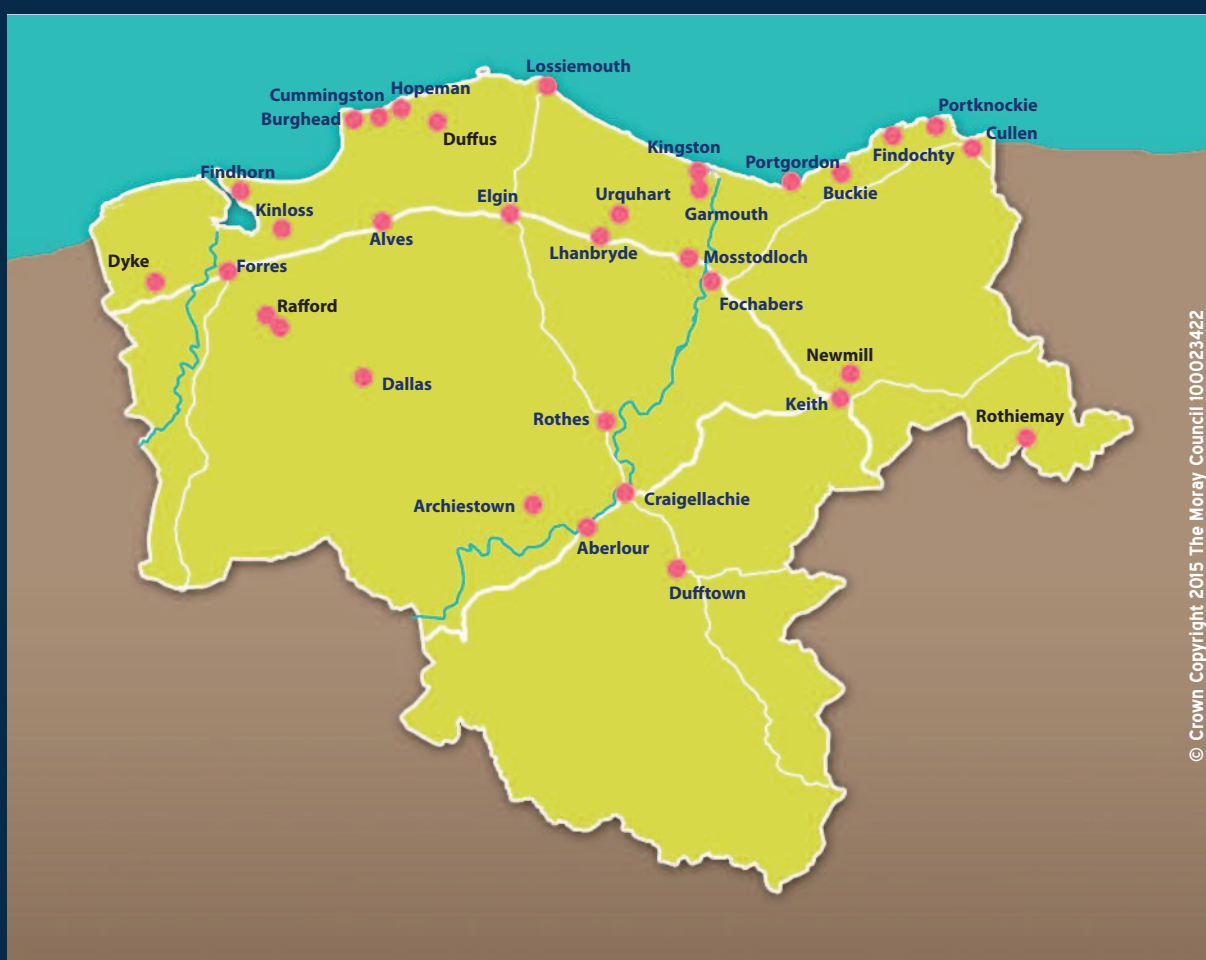 Lossiemouth
Hopeman
Cummingston
Burghead
Duffus
Portknockie
Cullen
Findochty
Kingston
Portgordon
Buckie
Findhorn
Kinloss
Elgin
Urquhart
Garmouth
Alves
Lhanbryde
Mosstodloch
Dyke
Forres
Fochabers
Rafford
Newmill
Dallas
Keith
Rothes
Rothiemay
Archiestown
Craigellachie
Aberlour
Dufftown
© Crown Copyright 2015 The Moray Council 100023422